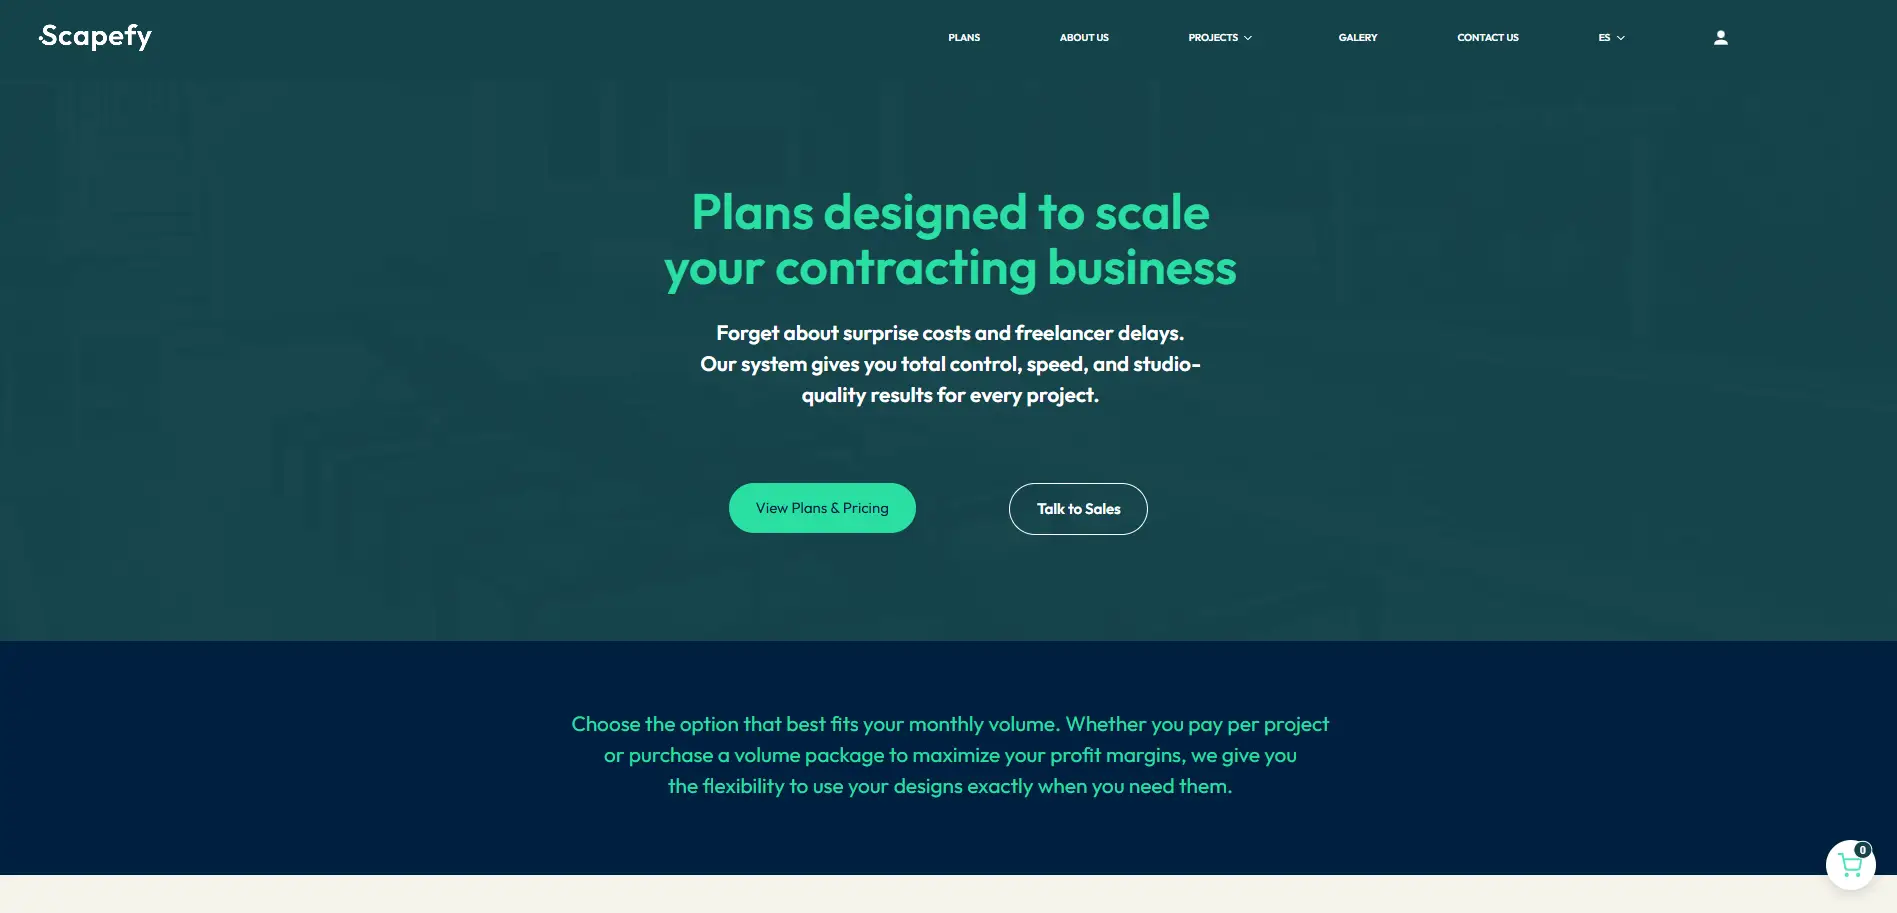 Scapefy
PLANS
ABOUT US
PROJECTS
GALERY
CONTACT US
ES
Plans designed to scale
your contracting business
Forget about surprise costs and freelancer delays.
Our system gives you total control, speed, and studio-
quality results for every project.
View Plans & Pricing
Talk to Sales
Choose the option that best fits your monthly volume. Whether you pay per project
or purchase a volume package to maximize your profit margins, we give you
the flexibility to use your designs exactly when you need them.
0